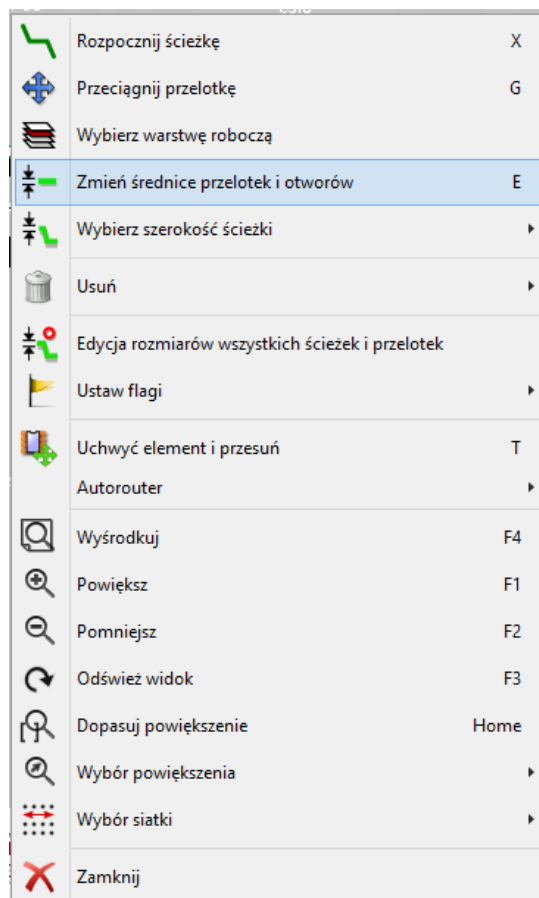 Rozpocznij ścieżkę X
Przeciągnij przelotkę G
Wybierz warstwę roboczą
Zmień średnice przelotek i otworów E
Wybierz szerokość ścieżki
Usuń
Edycja rozmiarów wszystkich ścieżek i przelotek
Ustaw flagi
Uchwyć element i przesuń T
Autorouter
Wyśrodkuj F4
Powiększ F1
Pomniejsz F2
Odśwież widok F3
Dopasuj powiększenie Home
Wybór powiększenia
Wybór siatki
Zamknij